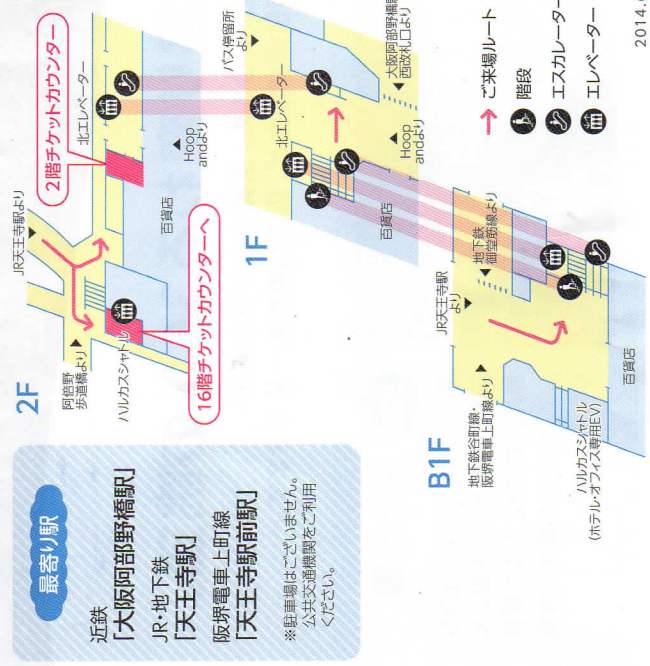 最寄り駅
近鉄
「大阪阿部野橋駅」
JR・地下鉄
「天王寺駅」
阪堺電車上町線
「天王寺駅前駅」
※駐車場はございません。
公共交通機関をご利用
ください。
2F
阿倍野
歩道橋より
JR天王寺駅より
ハルカスシャトル
16階チケットカウンターへ
2階チケットカウンター
北エレベーター
百貨店
Hoop
andより
1F
バス停留所
より
北エレベーター
大阪阿部野橋駅
西改札口より
百貨店
Hoop
andより
B1F
JR天王寺駅
より
地下鉄
御堂筋線より
地下鉄谷町線・
阪堺電車上町線より
ハルカスシャトル
(ホテル・オフィス専用EV)
百貨店
ご来場ルート
階段
エスカレーター
エレベーター
2014.